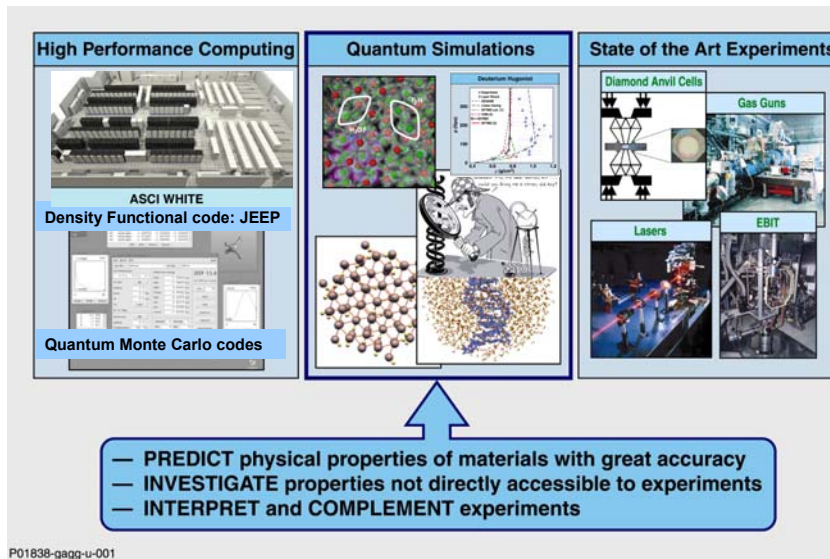 High Performance Computing
ASCI WHITE
Density Functional code: JEEP
Quantum Monte Carlo codes
Quantum Simulations
Deuterium Hugoniot
State of the Art Experiments
Diamond Anvil Cells
Gas Guns
Lasers
EBIT
— PREDICT physical properties of materials with great accuracy
— INVESTIGATE properties not directly accessible to experiments
— INTERPRET and COMPLEMENT experiments
P01838-gagg-u-001